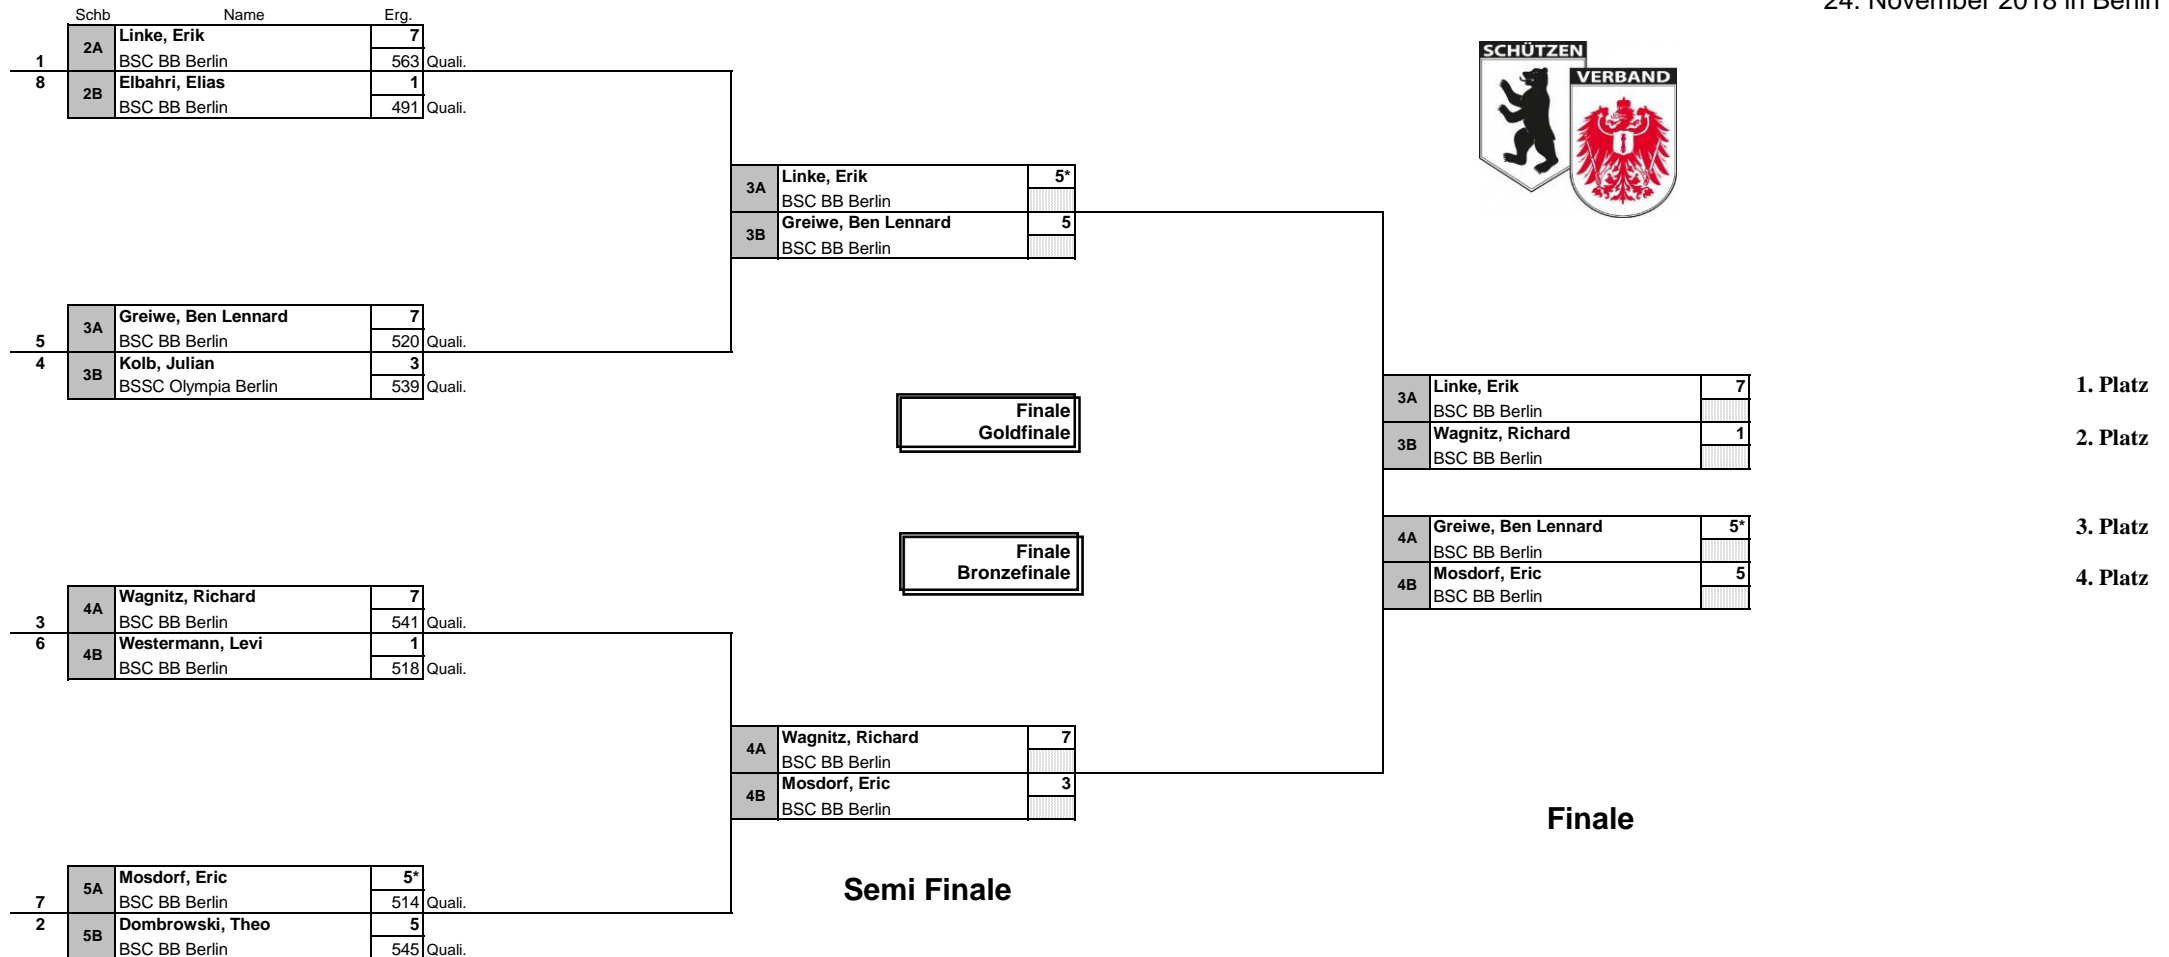 24. November 2018 in Berlin
Schb Name Erg.
2A Linke, Erik 7
1 BSC BB Berlin 563 Quali.
8 2B Elbahri, Elias 1
BSC BB Berlin 491 Quali.
SCHÜTZEN
VERBAND
3A Linke, Erik 5*
BSC BB Berlin
3B Greiwe, Ben Lennard 5
BSC BB Berlin
3A Greiwe, Ben Lennard 7
5 BSC BB Berlin 520 Quali.
4 3B Kolb, Julian 3
BSSC Olympia Berlin 539 Quali.
Finale
Goldfinale
3A Linke, Erik 7 1. Platz
BSC BB Berlin
3B Wagnitz, Richard 1 2. Platz
BSC BB Berlin
Finale
Bronzefinale
4A Greiwe, Ben Lennard 5* 3. Platz
BSC BB Berlin
4B Mosdorf, Eric 5 4. Platz
BSC BB Berlin
4A Wagnitz, Richard 7
3 BSC BB Berlin 541 Quali.
6 4B Westermann, Levi 1
BSC BB Berlin 518 Quali.
4A Wagnitz, Richard 7
BSC BB Berlin
4B Mosdorf, Eric 3
BSC BB Berlin
Finale
Semi Finale
5A Mosdorf, Eric 5*
7 BSC BB Berlin 514 Quali.
2 5B Dombrowski, Theo 5
BSC BB Berlin 545 Quali.